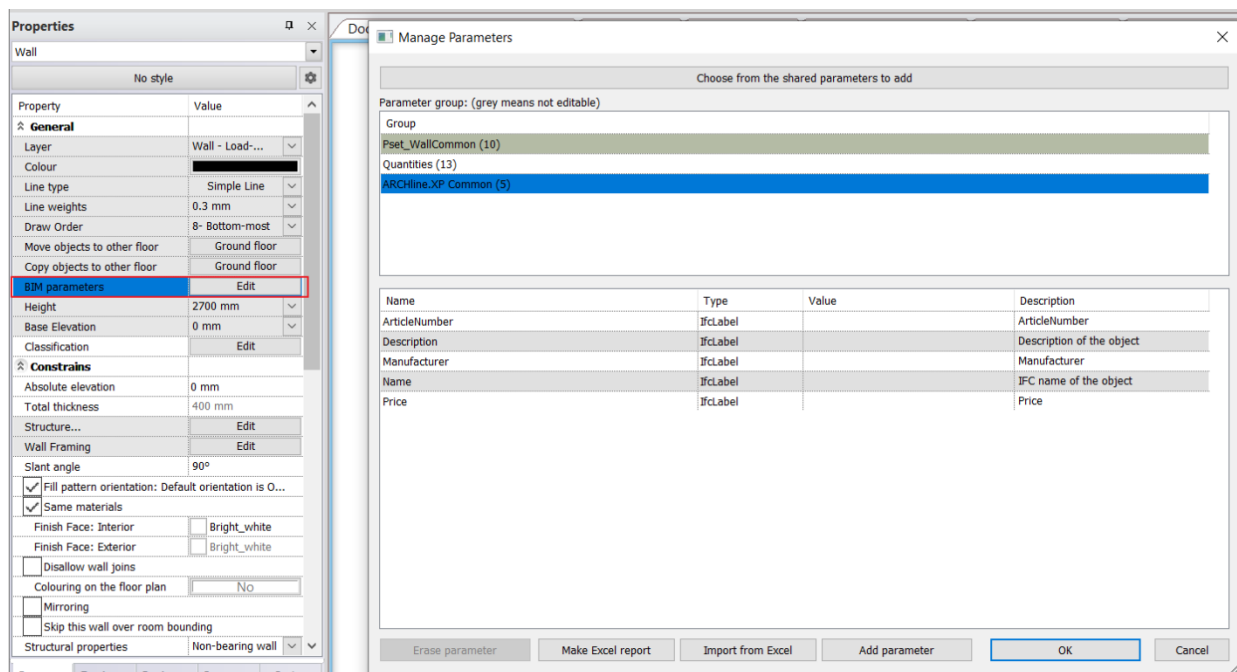 Properties
Wall
No style
Property Value
General
Layer Wall - Load-...
Colour
Line type Simple Line
Line weights 0.3 mm
Draw Order 8- Bottom-most
Move objects to other floor Ground floor
Copy objects to other floor Ground floor
BIM parameters Edit
Height 2700 mm
Base Elevation 0 mm
Classification Edit
Constrains
Absolute elevation 0 mm
Total thickness 400 mm
Structure... Edit
Wall Framing Edit
Slant angle 90°
Fill pattern orientation: Default orientation is O...
Same materials
Finish Face: Interior Bright_white
Finish Face: Exterior Bright_white
Disallow wall joins
Colouring on the floor plan No
Mirroring
Skip this wall over room bounding
Structural properties Non-bearing wall
Manage Parameters
Choose from the shared parameters to add
Parameter group: (grey means not editable)
Group
Pset_WallCommon (10)
Quantities (13)
ARCHline.XP Common (5)
Name Type Value Description
ArticleNumber IfcLabel ArticleNumber
Description IfcLabel Description of the object
Manufacturer IfcLabel Manufacturer
Name IfcLabel IFC name of the object
Price IfcLabel Price
Erase parameter Make Excel report Import from Excel Add parameter OK Cancel